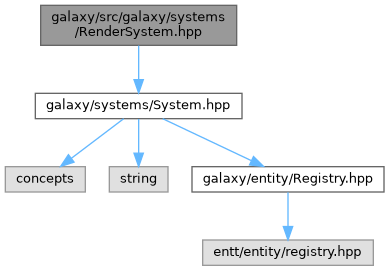 galaxy/src/galaxy/systems
/RenderSystem.hpp
galaxy/systems/System.hpp
concepts
string
galaxy/entity/Registry.hpp
entt/entity/registry.hpp